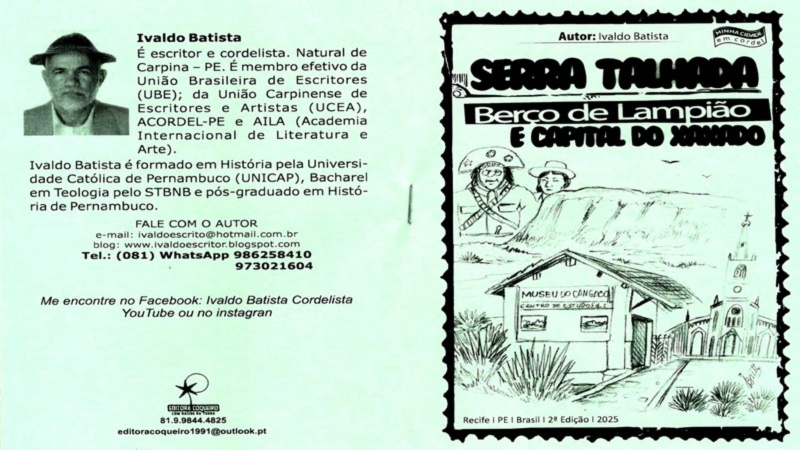 Ivaldo Batista
É escritor e cordelista. Natural de
Carpina – PE. É membro efetivo da
União Brasileira de Escritores
(UBE); da União Carpinense de
Escritores e Artistas (UCEA),
ACORDEL-PE e AILA (Academia
Internacional de Literatura e
Arte).
Ivaldo Batista é formado em História pela Universi-
dade Católica de Pernambuco (UNICAP), Bacharel
em Teologia pelo STBNB e pós-graduado em Histó-
ria de Pernambuco.
FALE COM O AUTOR
e-mail: ivaldoescrito@hotmail.com.br
blog: www.ivaldoescritor.blogspot.com
Tel.: (081) WhatsApp 986258410
973021604
Me encontre no Facebook: Ivaldo Batista Cordelista
YouTube ou no instagran
EDITORA COQUEIRO
COM RAÍZES NA TERRA
81.9.9844.4825
editoracoqueiro1991@outlook.pt
Autor: Ivaldo Batista
MINHA CIDADE
em cordel
SERRA TALHADA
Berço de Lampião
E CAPITAL DO XAXADO
MUSEU DO CANGAÇO
CENTRO DE
Recife I PE I Brasil I 2ª Edição I 2025